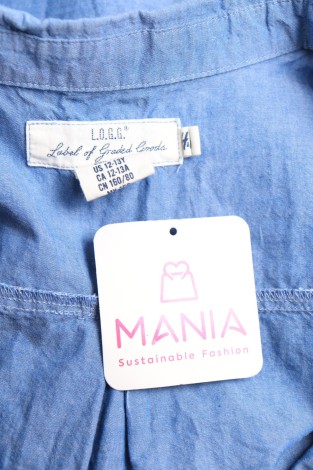 L.O.G.G.®
Label of Graded Goods
US 12-13Y
CA 12-13A
CN 160/80
MANIA
Sustainable Fashion